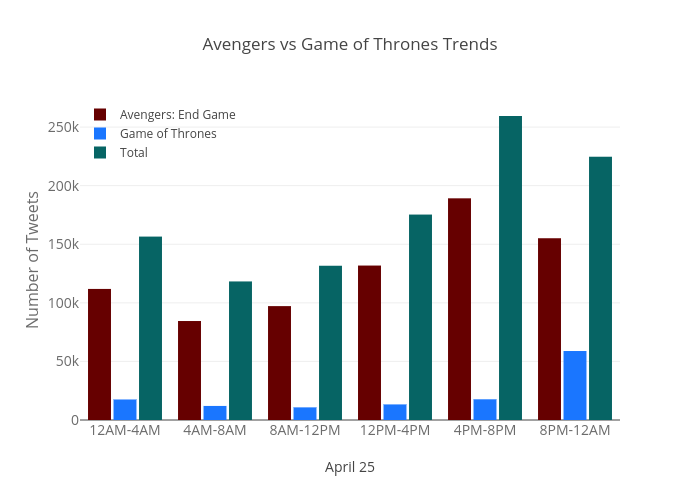 Avengers vs Game of Thrones Trends
Avengers: End Game
Game of Thrones
Total
250k
200k
150k
100k
50k
0
Number of Tweets
12AM-4AM 4AM-8AM 8AM-12PM 12PM-4PM 4PM-8PM 8PM-12AM
April 25